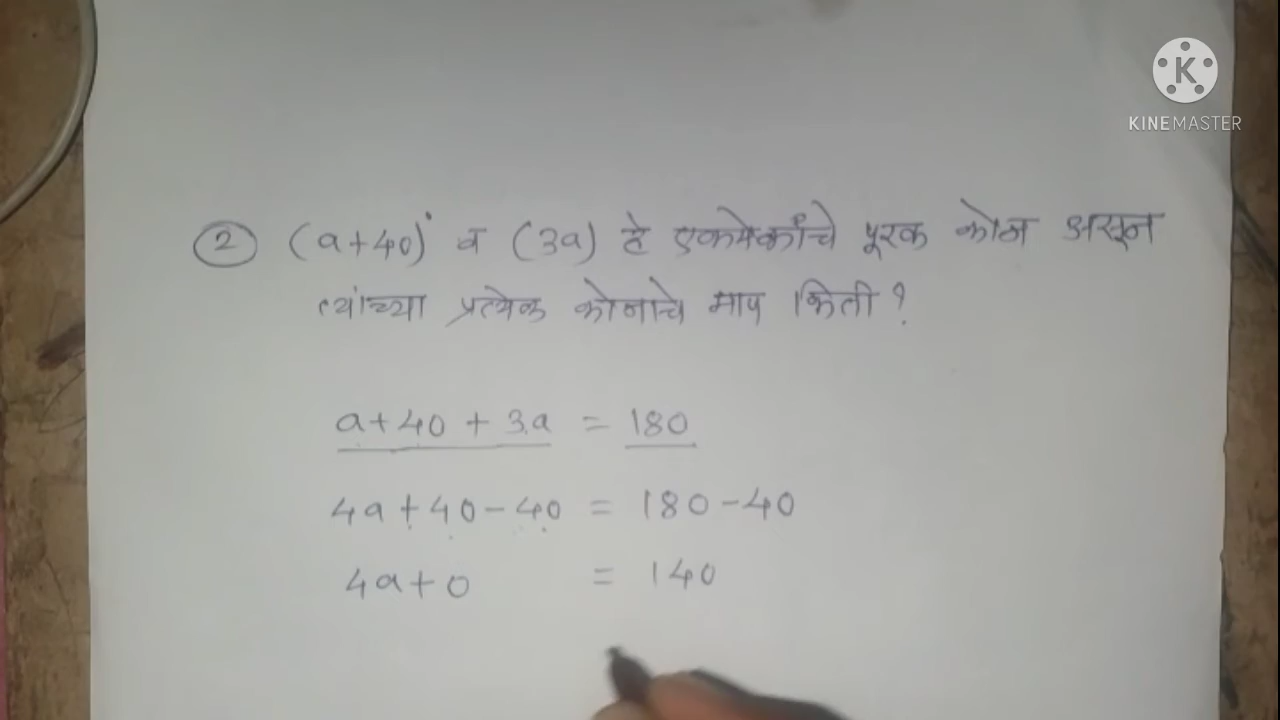 K
KINEMASTER
② (a+40)° व (3a) हे एकमेकांचे पूरक कोन असून
त्यांच्या प्रत्येक कोनाचे माप किती ?
a+40 + 3a = 180
4a+40-40 = 180-40
4a+0 = 140